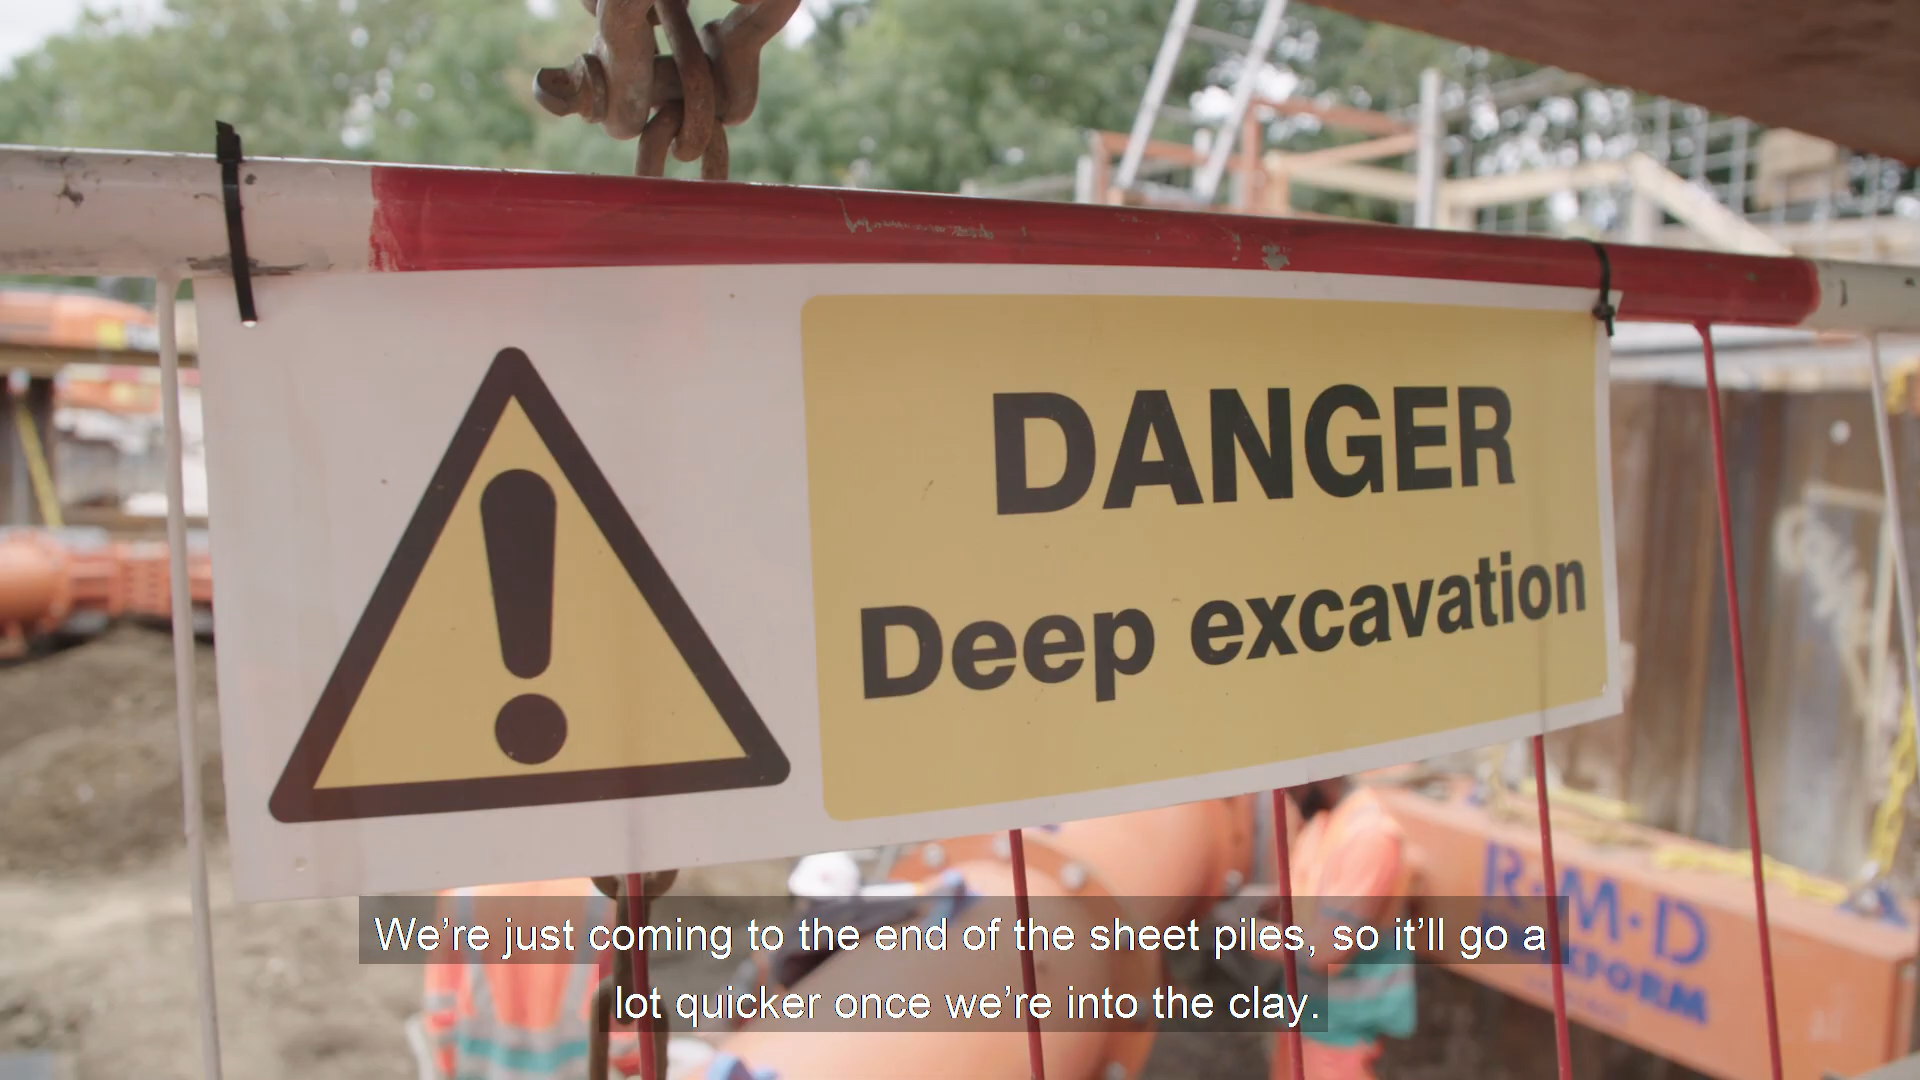 DANGER
Deep excavation
R·M·D
We’re just coming to the end of the sheet piles, so it’ll go a
lot quicker once we’re into the clay.